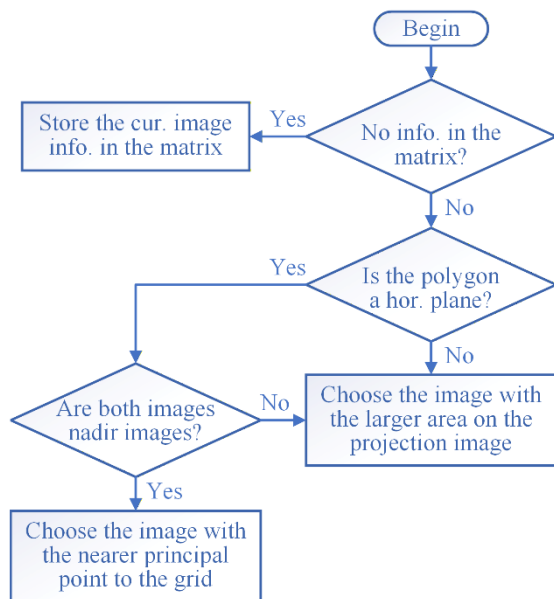 Begin
No info. in the
matrix?
Yes
Store the cur. image
info. in the matrix
No
Is the polygon
a hor. plane?
Yes
No
Are both images
nadir images?
No
Choose the image with
the larger area on the
projection image
Yes
Choose the image with
the nearer principal
point to the grid